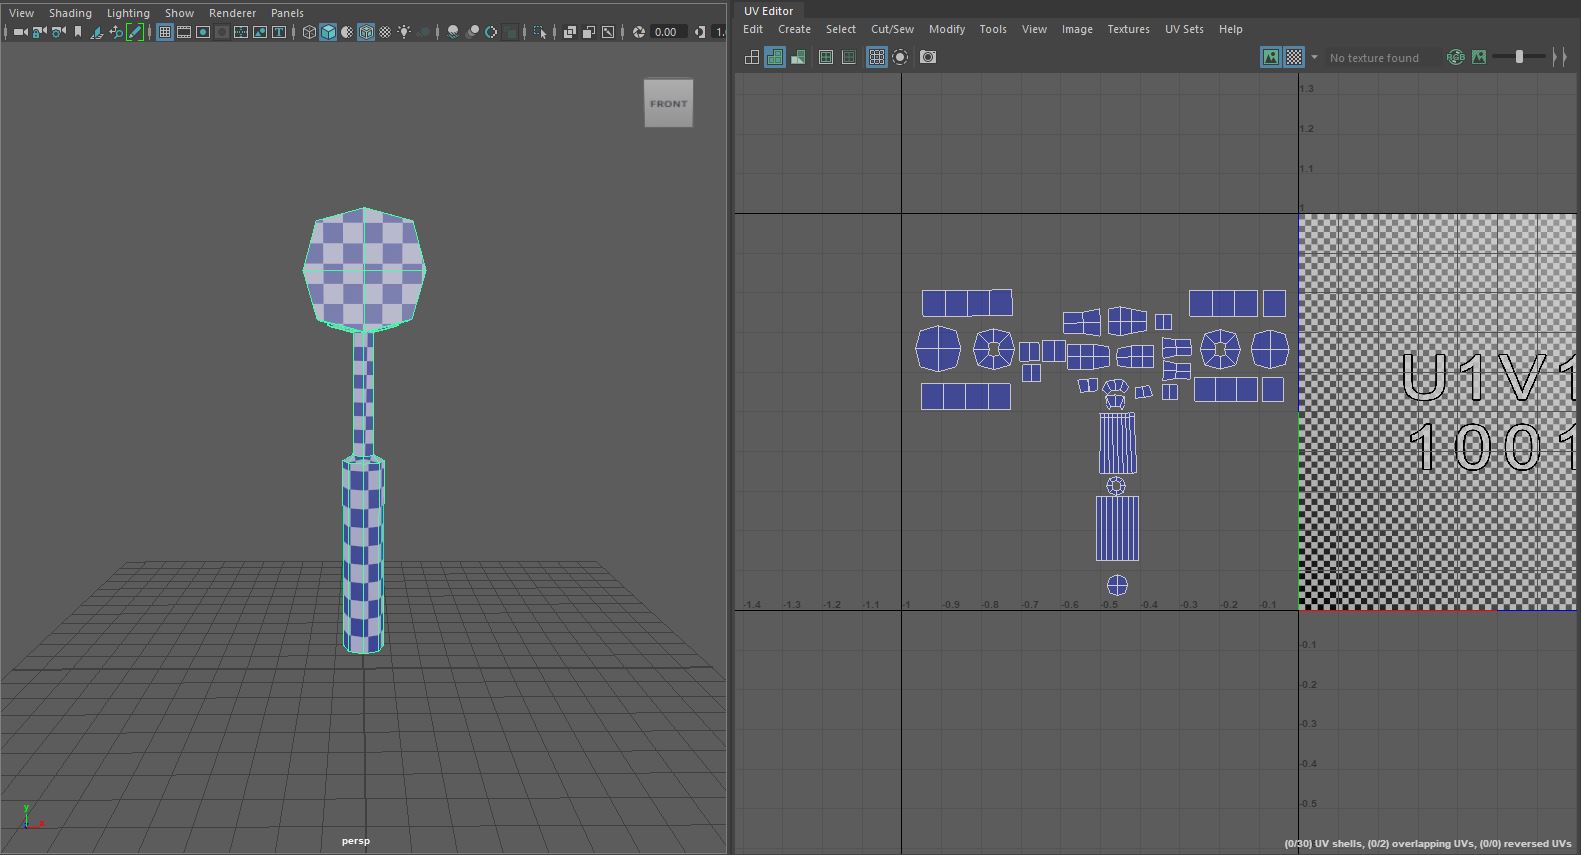 View Shading Lighting Show Renderer Panels
0.00 1.
FRONT
y
x
persp
UV Editor
Edit Create Select Cut/Sew Modify Tools View Image Textures UV Sets Help
No texture found
RGB
1.3
1.2
1.1
1
U1V1
1001
-1.4 -1.3 -1.2 -1.1 -1 -0.9 -0.8 -0.7 -0.6 -0.5 -0.4 -0.3 -0.2 -0.1
-0.1
-0.2
-0.3
-0.4
-0.5
(0/30) UV shells, (0/2) overlapping UVs, (0/0) reversed UVs